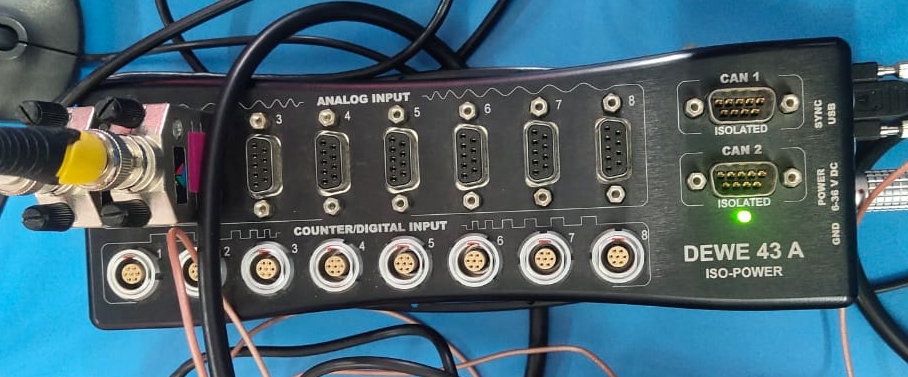 ANALOG INPUT
3
4
5
6
7
8
COUNTER/DIGITAL INPUT
1
2
3
4
5
6
7
8
CAN 1
ISOLATED
CAN 2
ISOLATED
DEWE 43 A
ISO-POWER
SYNC
USB
POWER
6-36 V DC
GND